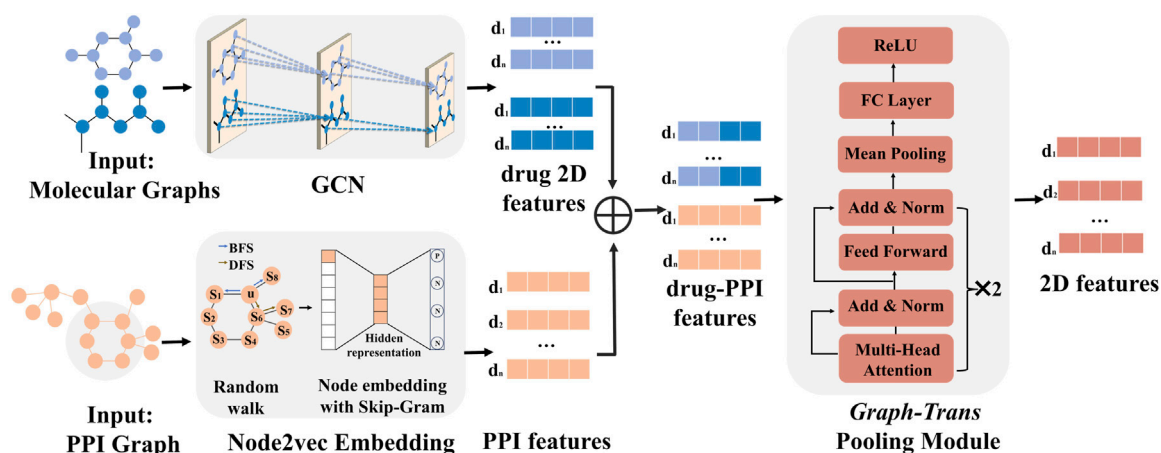 Input:
Molecular Graphs
GCN
d₁
...
dₙ
d₁
...
dₙ
drug 2D
features
Input:
PPI Graph
BFS
DFS
S₁
u
S₈
S₂
S₆
S₇
S₃
S₄
S₅
Random
walk
P
N
N
N
Hidden
representation
Node embedding
with Skip-Gram
Node2vec Embedding
d₁
d₂
...
dₙ
PPI features
d₁
...
dₙ
d₁
...
dₙ
drug-PPI
features
ReLU
FC Layer
Mean Pooling
Add & Norm
Feed Forward
Add & Norm
Multi-Head
Attention
×2
Graph-Trans
Pooling Module
d₁
d₂
...
dₙ
2D features